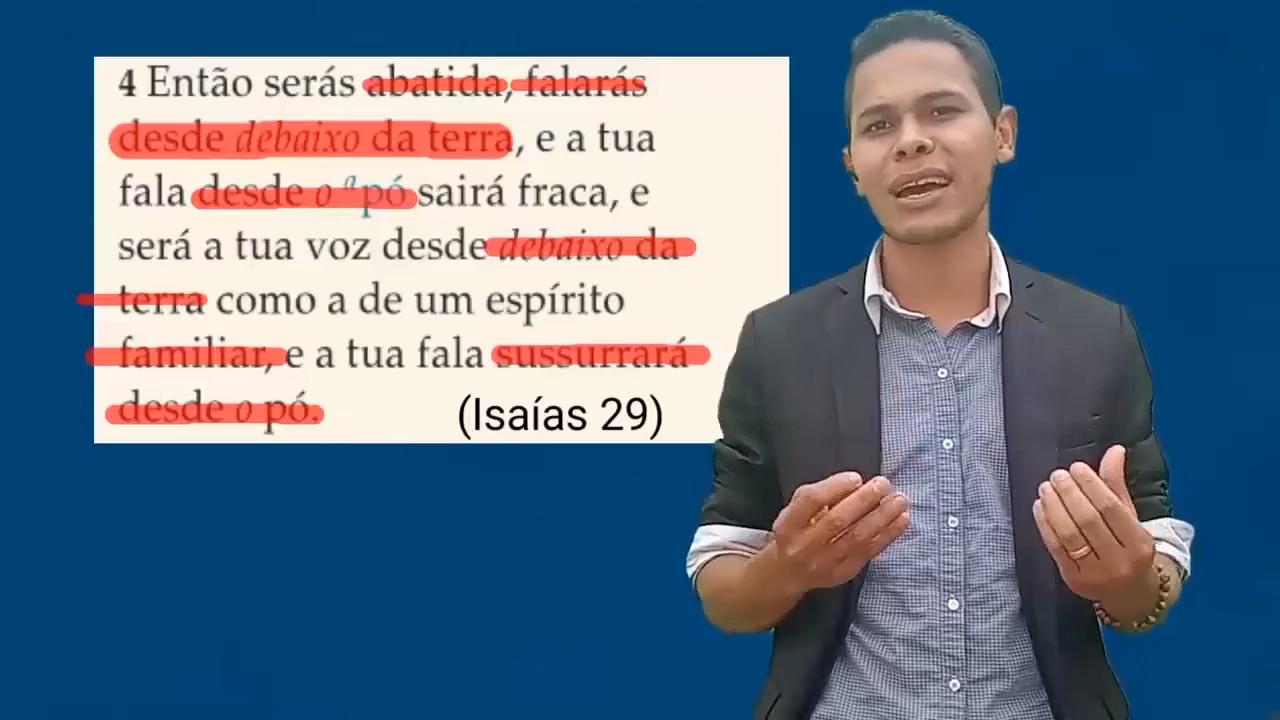 4 Então serás abatida, falarás
desde debaixo da terra, e a tua
fala desde o ª pó sairá fraca, e
será a tua voz desde debaixo da
terra como a de um espírito
familiar, e a tua fala sussurrará
desde o pó.
(Isaías 29)